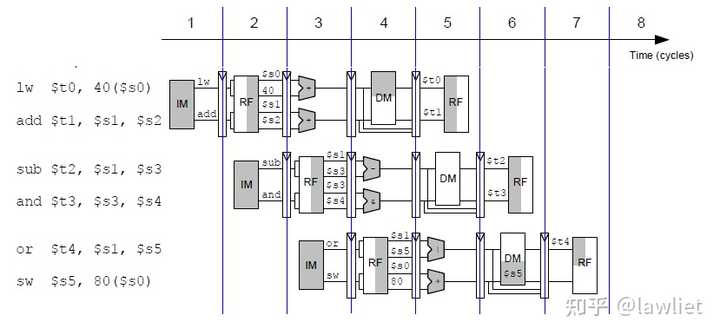 1 2 3 4 5 6 7 8
Time (cycles)
lw $t0, 40($s0)
add $t1, $s1, $s2
IM lw add RF $s0 40 $s1 $s2 + + DM $t0 $t1 RF
sub $t2, $s1, $s3
and $t3, $s3, $s4
IM sub and RF $s1 $s3 $s3 $s4 - & DM $t2 $t3 RF
or $t4, $s1, $s5
sw $s5, 80($s0)
IM or sw RF $s1 $s5 $s0 80 | + DM $s5 $t4 RF
知乎 @lawliet